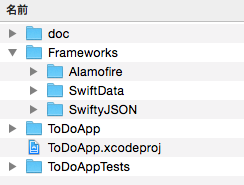 名前
doc
Frameworks
Alamofire
SwiftData
SwiftyJSON
ToDoApp
ToDoApp.xcodeproj
ToDoAppTests